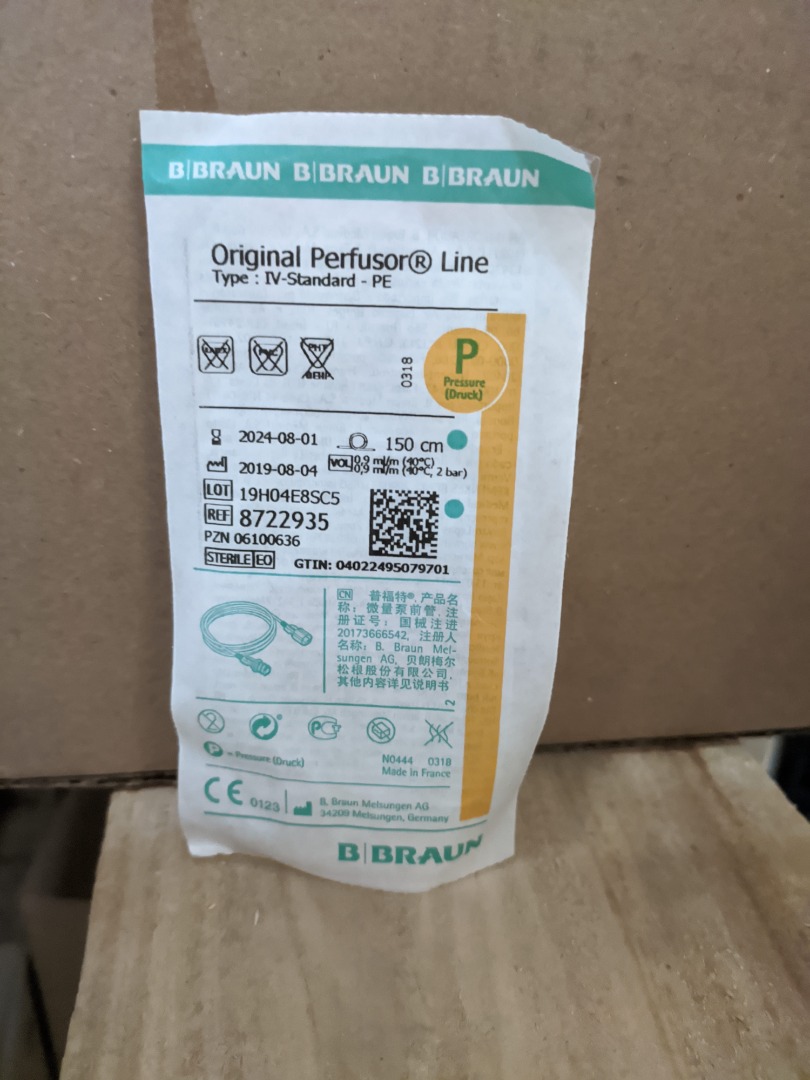 B|BRAUN B|BRAUN B|BRAUN
Original Perfusor® Line
Type : IV-Standard - PE
LATEX PVC PHT DEHP
0318
P
Pressure
(Druck)
2024-08-01 150 cm
2019-08-04 VOL 0,9 ml/m (40°C)
0,9 ml/m (40°C, 2 bar)
LOT 19H04E8SC5
REF 8722935
PZN 06100636
STERILE EO GTIN: 04022495079701
CN 普福特®. 产品名
称: 微量泵前管. 注
册证号: 国械注进
20173666542, 注册人
名称: B. Braun Mel-
sungen AG, 贝朗梅尔
松根股份有限公司.
其他内容详见说明书
2
P = Pressure (Druck)
N0444 0318
Made in France
CE 0123
B. Braun Melsungen AG
34209 Melsungen, Germany
B|BRAUN